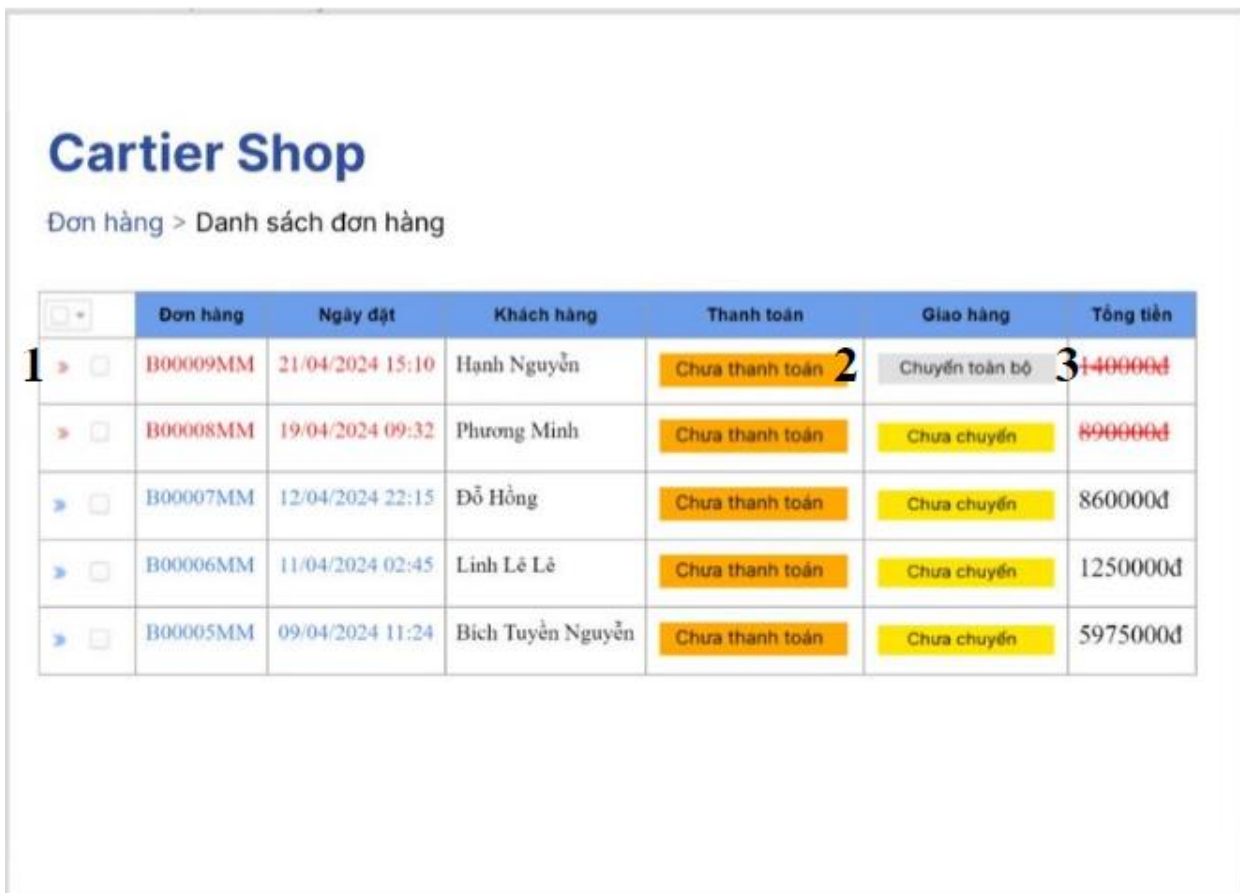 Cartier Shop
Đơn hàng > Danh sách đơn hàng
Đơn hàng Ngày đặt Khách hàng Thanh toán Giao hàng Tổng tiền
1 B00009MM 21/04/2024 15:10 Hạnh Nguyễn Chưa thanh toán 2 Chuyển toàn bộ 3 140000đ
B00008MM 19/04/2024 09:32 Phương Minh Chưa thanh toán Chưa chuyển 890000đ
B00007MM 12/04/2024 22:15 Đỗ Hồng Chưa thanh toán Chưa chuyển 860000đ
B00006MM 11/04/2024 02:45 Linh Lê Lê Chưa thanh toán Chưa chuyển 1250000đ
B00005MM 09/04/2024 11:24 Bích Tuyền Nguyễn Chưa thanh toán Chưa chuyển 5975000đ